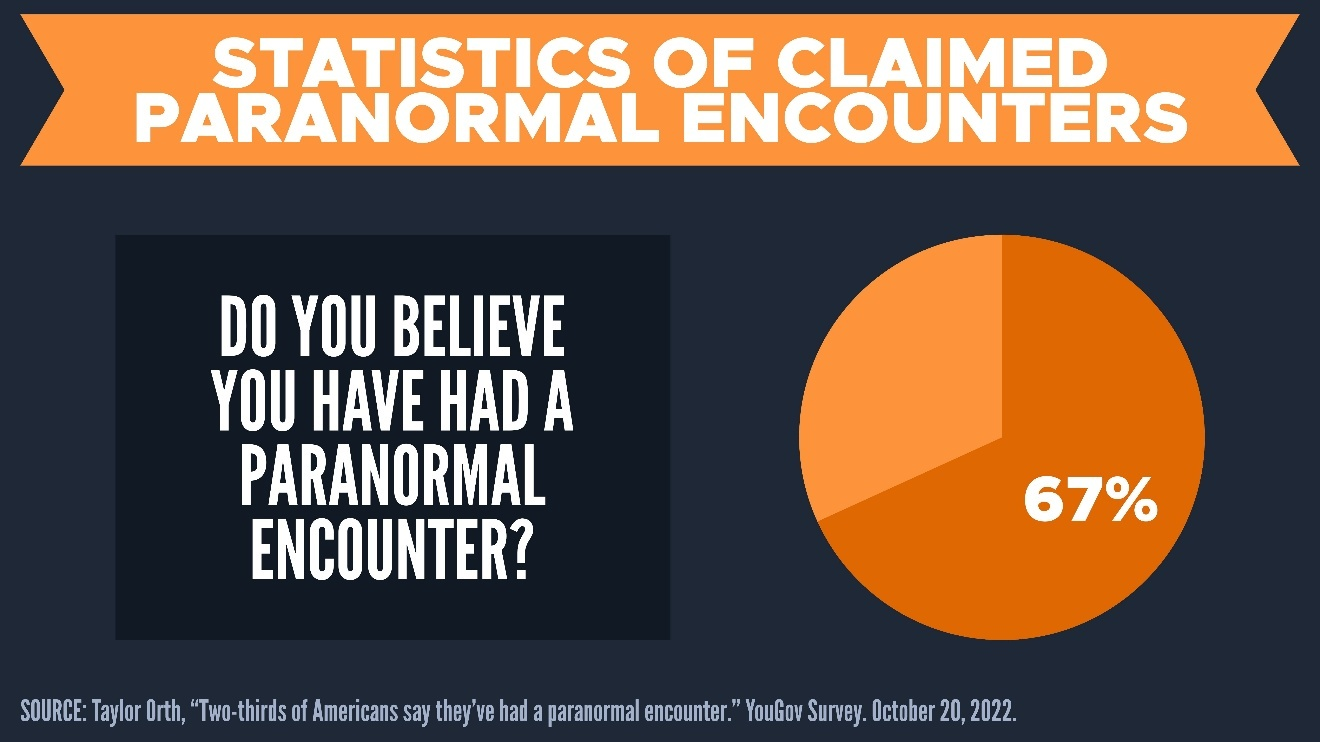 STATISTICS OF CLAIMED
PARANORMAL ENCOUNTERS
DO YOU BELIEVE
YOU HAVE HAD A
PARANORMAL
ENCOUNTER?
67%
SOURCE: Taylor Orth, “Two-thirds of Americans say they’ve had a paranormal encounter.” YouGov Survey. October 20, 2022.